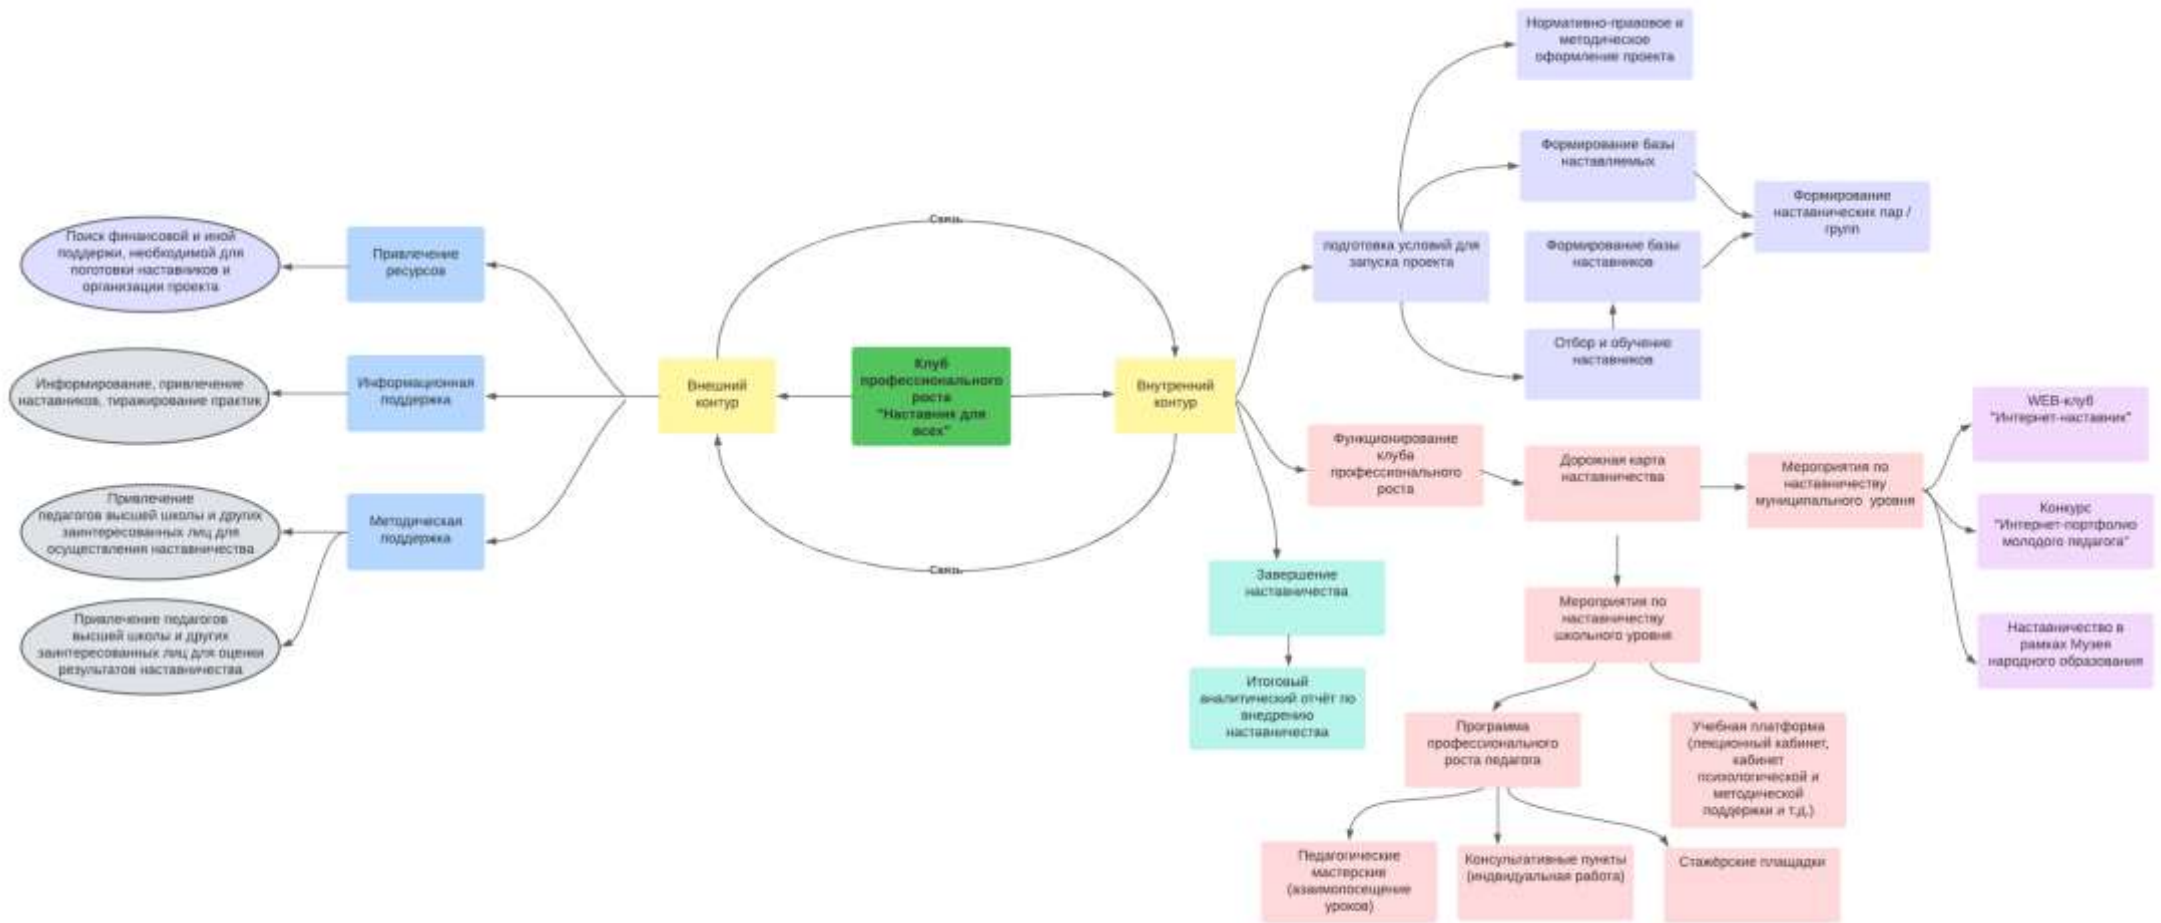 Нормативно-правовое и
методическое
оформление проекта
Формирование базы
наставляемых
Формирование
наставнических пар /
групп
подготовка условий для
запуска проекта
Формирование базы
наставников
Отбор и обучение
наставников
Связь
Поиск финансовой и иной
поддержки, необходимой для
поготовки наставников и
организации проекта
Привлечение
ресурсов
Информирование, привлечение
наставников, тиражирование практик
Информационная
поддержка
Внешний
контур
Клуб
профессионального
роста
"Наставник для
всех"
Внутренний
контур
Привлечение
педагогов высшей школы и других
заинтересованных лиц для
осуществления наставничества
Методическая
поддержка
Привлечение педагогов
высшей школы и других
заинтересованных лиц для оценки
результатов наставничества
Связь
Функционирование
клуба
профессионального
роста
Дорожная карта
наставничества
Мероприятия по
наставничеству
муниципального уровня
WEB-клуб
"Интернет-наставник"
Конкурс
"Интернет-портфолио
молодого педагога"
Наставничество в
рамках Музея
народного образования
Завершение
наставничества
Итоговый
аналитический отчёт по
внедрению
наставничества
Мероприятия по
наставничеству
школьного уровня
Программа
профессионального
роста педагога
Учебная платформа
(лекционный кабинет,
кабинет
психологической и
методической
поддержки и т.д.)
Педагогические
мастерские
(взаимопосещение
уроков)
Консультативные пункты
(индвидуальная работа)
Стажёрские площадки